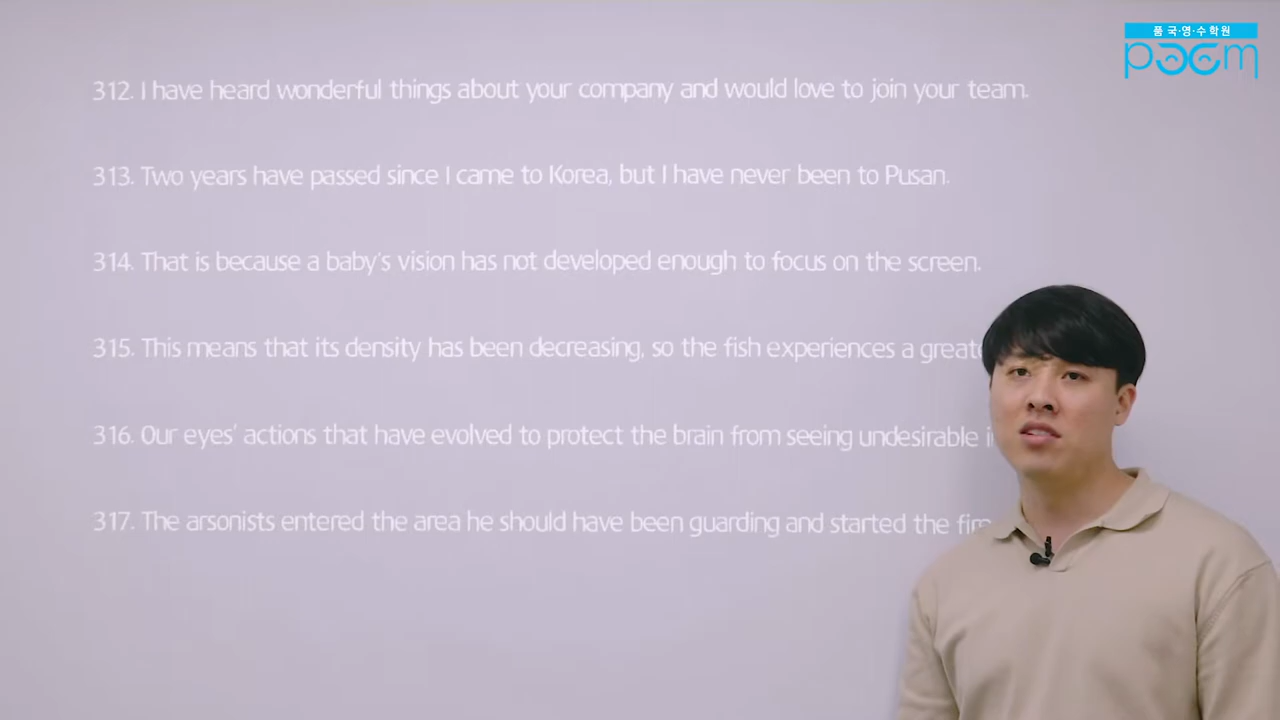 품 국·영·수 학원
poem
312. I have heard wonderful things about your company and would love to join your team.
313. Two years have passed since I came to Korea, but I have never been to Pusan.
314. That is because a baby's vision has not developed enough to focus on the screen.
315. This means that its density has been decreasing, so the fish experiences a
316. Our eyes' actions that have evolved to protect the brain from seeing undesirable
317. The arsonists entered the area he should have been guarding and started the